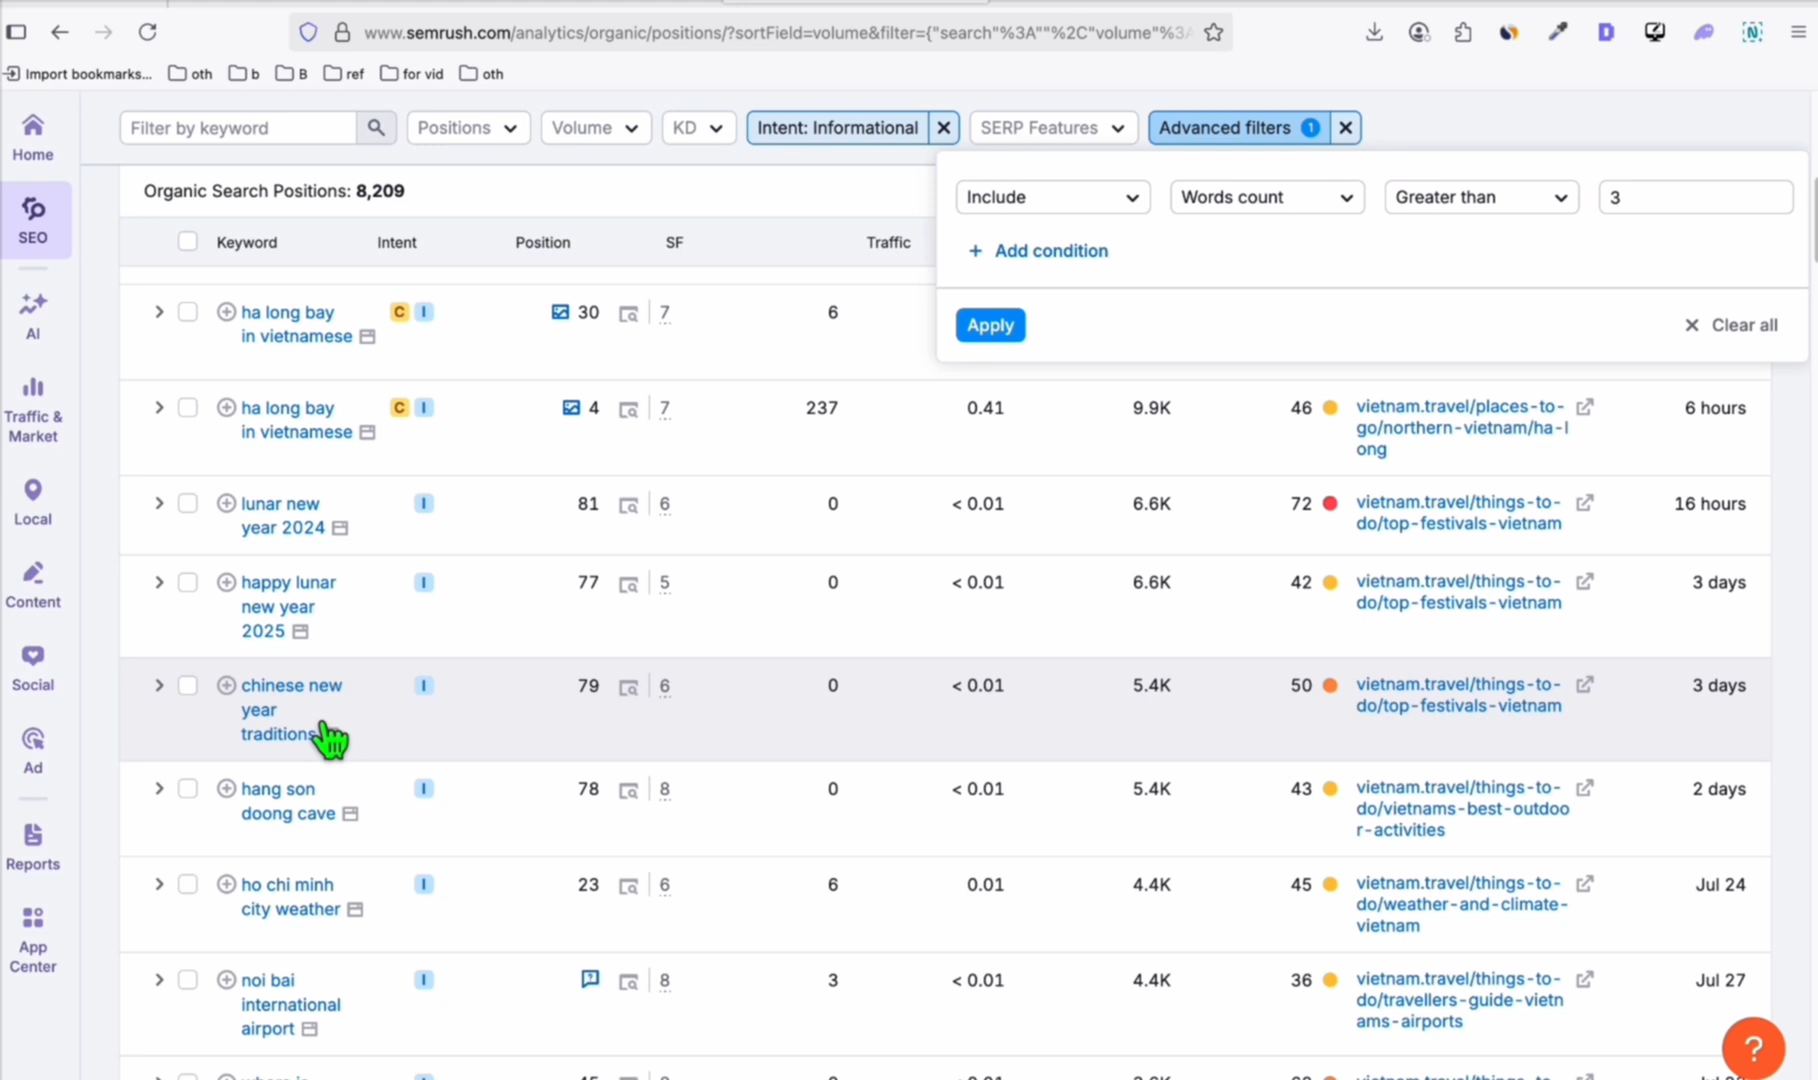 www.semrush.com/analytics/organic/positions/?sortField=volume&filter={"search"%3A""%2C"volume"%3A
Import bookmarks...
oth
b
B
ref
for vid
oth
Home
SEO
AI
Traffic &
Market
Local
Content
Social
Ad
Reports
App
Center
Filter by keyword
Positions
Volume
KD
Intent: Informational
SERP Features
Advanced filters 1
Include
Words count
Greater than
3
+ Add condition
Apply
Clear all
Organic Search Positions: 8,209
Keyword
Intent
Position
SF
Traffic
ha long bay
in vietnamese
C I
30
7
6
ha long bay
in vietnamese
C I
4
7
237
0.41
9.9K
46
vietnam.travel/places-to-
go/northern-vietnam/ha-l
ong
6 hours
lunar new
year 2024
I
81
6
0
< 0.01
6.6K
72
vietnam.travel/things-to-
do/top-festivals-vietnam
16 hours
happy lunar
new year
2025
I
77
5
0
< 0.01
6.6K
42
vietnam.travel/things-to-
do/top-festivals-vietnam
3 days
chinese new
year
traditions
I
79
6
0
< 0.01
5.4K
50
vietnam.travel/things-to-
do/top-festivals-vietnam
3 days
hang son
doong cave
I
78
8
0
< 0.01
5.4K
43
vietnam.travel/things-to-
do/vietnams-best-outdoo
r-activities
2 days
ho chi minh
city weather
I
23
6
6
0.01
4.4K
45
vietnam.travel/things-to-
do/weather-and-climate-
vietnam
Jul 24
noi bai
international
airport
I
8
3
< 0.01
4.4K
36
vietnam.travel/things-to-
do/travellers-guide-vietn
ams-airports
Jul 27
?